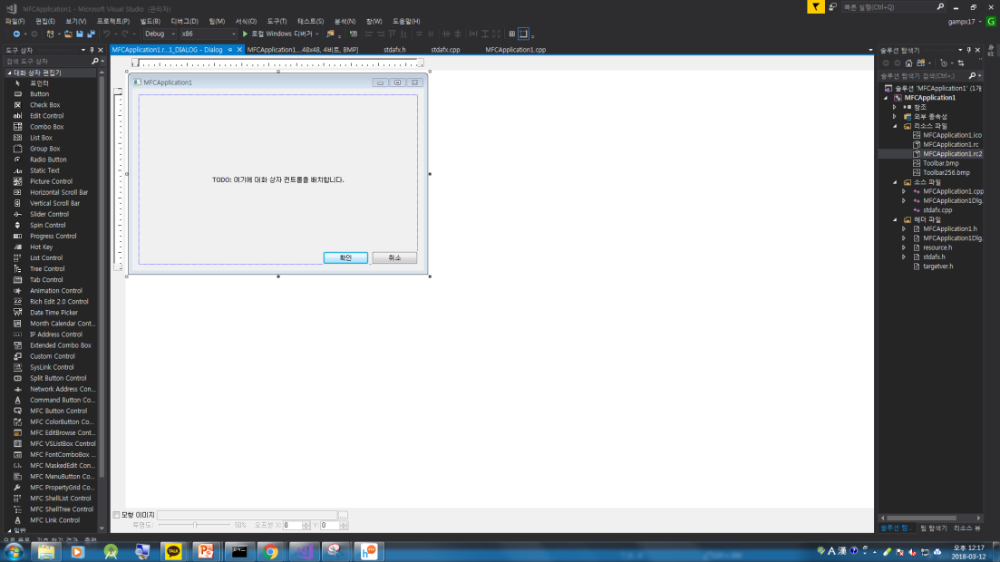 MFCApplication1 - Microsoft Visual Studio (관리자)
빠른 실행(Ctrl+Q)
파일(F) 편집(E) 보기(V) 프로젝트(P) 빌드(B) 디버그(D) 팀(M) 서식(O) 도구(T) 테스트(S) 분석(N) 창(W) 도움말(H)
gampx17
G
Debug x86 로컬 Windows 디버거
도구 상자
MFCApplication1.r...1_DIALOG - Dialog
MFCApplication1....48x48, 4비트, BMP]
stdafx.h
stdafx.cpp
MFCApplication1.cpp
솔루션 탐색기
도구 상자 검색
대화 상자 편집기
포인터
Button
Check Box
Edit Control
Combo Box
List Box
Group Box
Radio Button
Static Text
Picture Control
Horizontal Scroll Bar
Vertical Scroll Bar
Slider Control
Spin Control
Progress Control
Hot Key
List Control
Tree Control
Tab Control
Animation Control
Rich Edit 2.0 Control
Date Time Picker
Month Calendar Cont...
IP Address Control
Extended Combo Box
Custom Control
SysLink Control
Split Button Control
Network Address Con...
Command Button Co...
MFC Button Control
MFC ColorButton Co...
MFC EditBrowse Cont...
MFC VSListBox Control
MFC FontComboBox ...
MFC MaskedEdit Con...
MFC MenuButton Co...
MFC PropertyGrid Co...
MFC ShellList Control
MFC ShellTree Control
MFC Link Control
일반
MFCApplication1
TODO: 여기에 대화 상자 컨트롤을 배치합니다.
확인
취소
모형 이미지
...
투명도: 50% 오프셋 X: 0 Y: 0
솔루션 탐색기 검색(Ctrl+;)
솔루션 'MFCApplication1' (1개
MFCApplication1
참조
외부 종속성
리소스 파일
MFCApplication1.ico
MFCApplication1.rc
MFCApplication1.rc2
Toolbar.bmp
Toolbar256.bmp
소스 파일
MFCApplication1.cpp
MFCApplication1Dlg.
stdafx.cpp
헤더 파일
MFCApplication1.h
MFCApplication1Dlg.
resource.h
stdafx.h
targetver.h
솔루션 탐... 팀 탐색기 리소스 뷰
TALK
A 漢
오후 12:17
2018-03-12